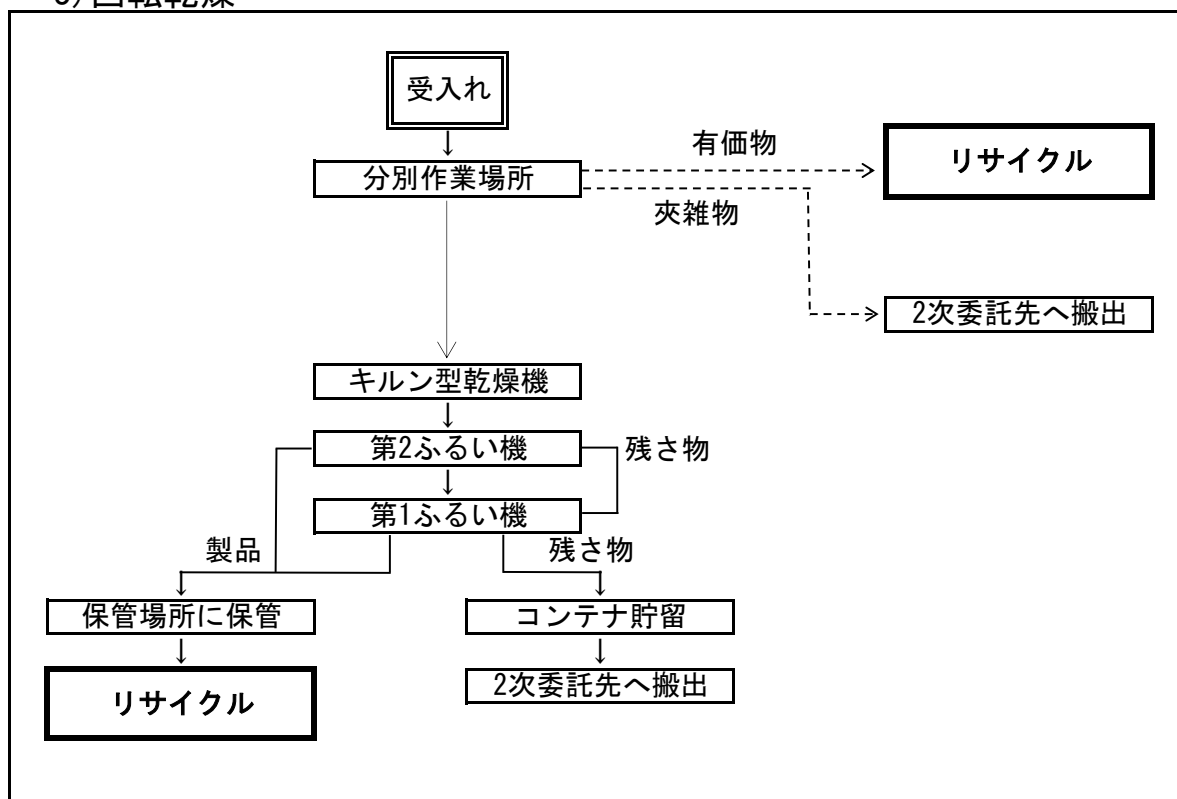 回転乾燥
受入れ
有価物
リサイクル
分別作業場所
夾雑物
2次委託先へ搬出
キルン型乾燥機
第2ふるい機
残さ物
第1ふるい機
製品
残さ物
保管場所に保管
コンテナ貯留
リサイクル
2次委託先へ搬出